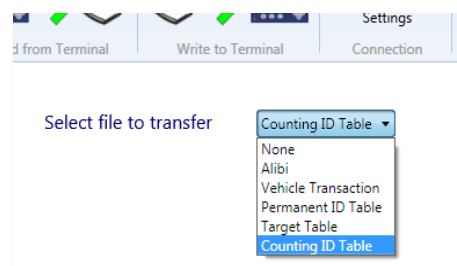 Settings
d from Terminal
Write to Terminal
Connection
Select file to transfer
Counting ID Table
None
Alibi
Vehicle Transaction
Permanent ID Table
Target Table
Counting ID Table